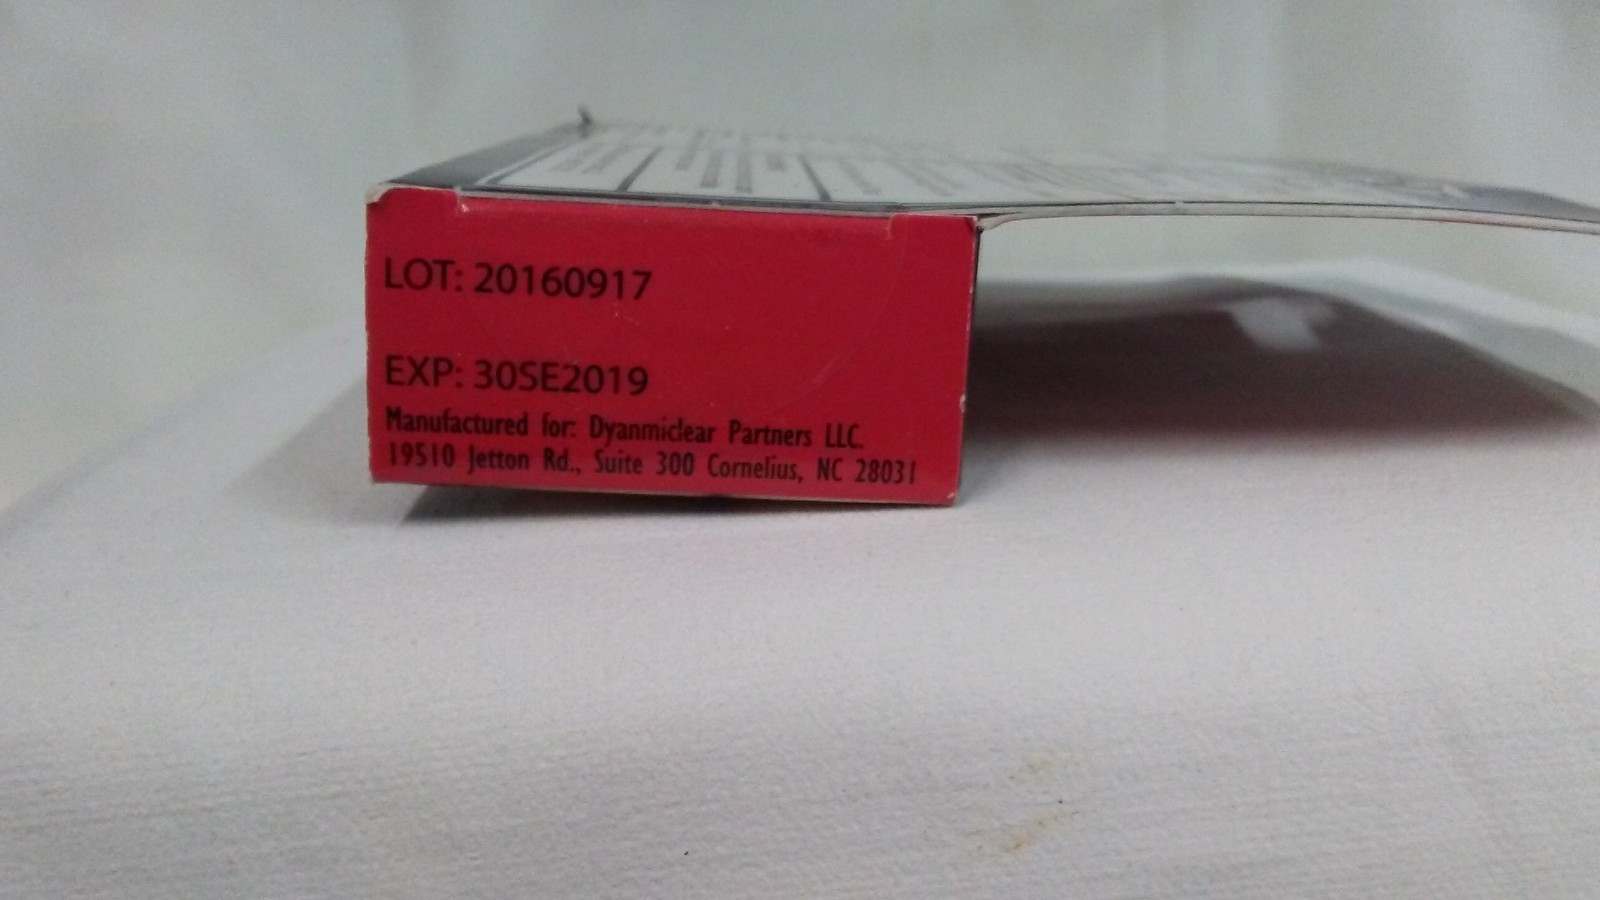 LOT: 20160917
EXP: 30SE2019
Manufactured for: Dyanmiclear Partners LLC.
19510 Jetton Rd., Suite 300 Cornelius, NC 28031